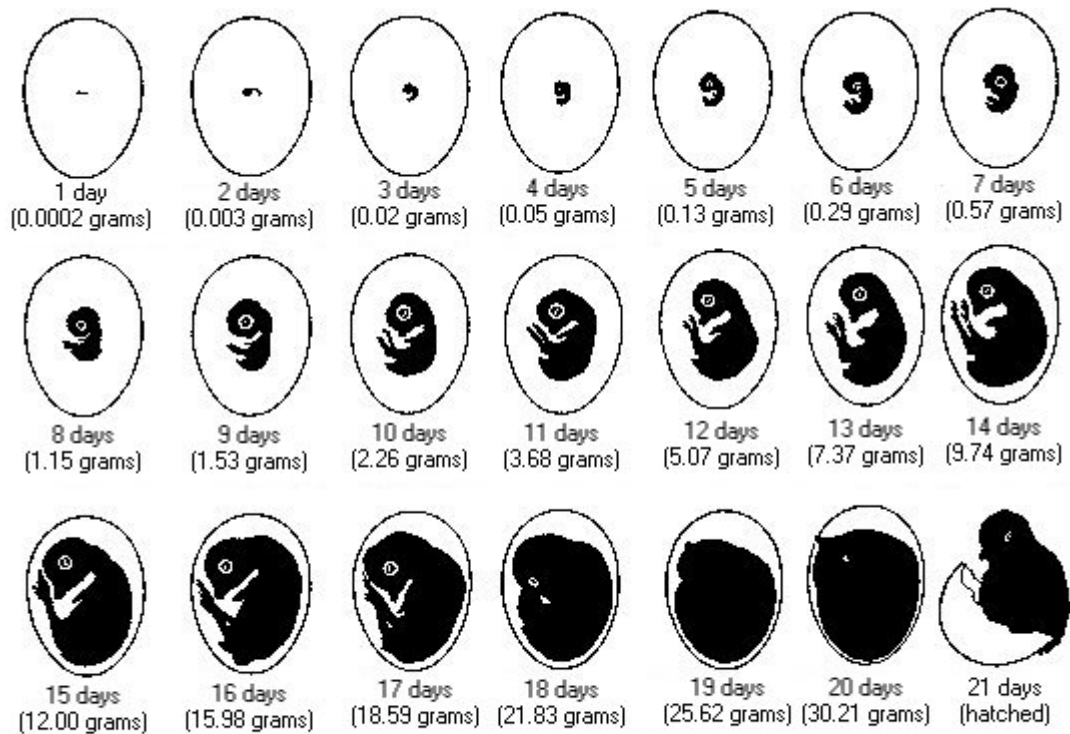 1 day
(0.0002 grams)
2 days
(0.003 grams)
3 days
(0.02 grams)
4 days
(0.05 grams)
5 days
(0.13 grams)
6 days
(0.29 grams)
7 days
(0.57 grams)
8 days
(1.15 grams)
9 days
(1.53 grams)
10 days
(2.26 grams)
11 days
(3.68 grams)
12 days
(5.07 grams)
13 days
(7.37 grams)
14 days
(9.74 grams)
15 days
(12.00 grams)
16 days
(15.98 grams)
17 days
(18.59 grams)
18 days
(21.83 grams)
19 days
(25.62 grams)
20 days
(30.21 grams)
21 days
(hatched)